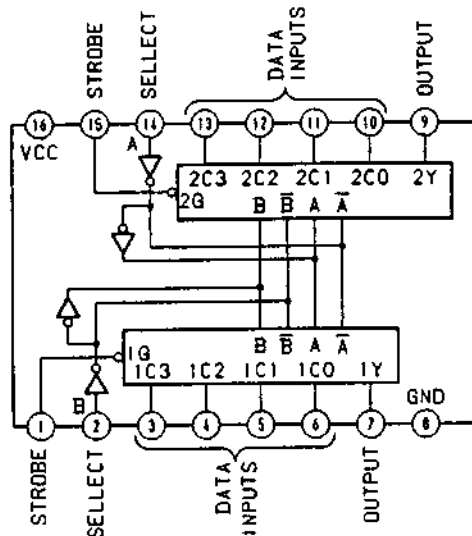 STROBE
SELLECT
DATA
INPUTS
OUTPUT
16 15 14 13 12 11 10 9
VCC
A
2C3 2C2 2C1 2C0 2Y
2G
B B̅ A A̅
B B̅ A A̅
1G
1C3 1C2 1C1 1C0 1Y
B
GND
1 2 3 4 5 6 7 8
STROBE
SELLECT
DATA
INPUTS
OUTPUT